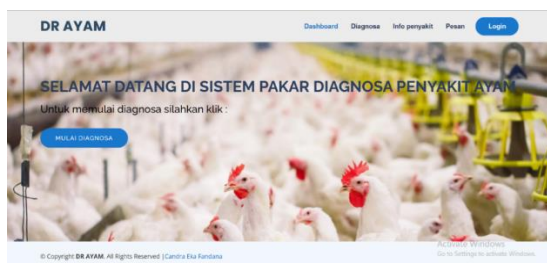 DR AYAM
Dashboard Diagnosa Info penyakit Pesan Login
SELAMAT DATANG DI SISTEM PAKAR DIAGNOSA PENYAKIT AYAM
Untuk memulai diagnosa silahkan klik :
MULAI DIAGNOSA
Activate Windows
Go to Settings to activate Windows.
© Copyright DR AYAM. All Rights Reserved | Candra Eka Fandana